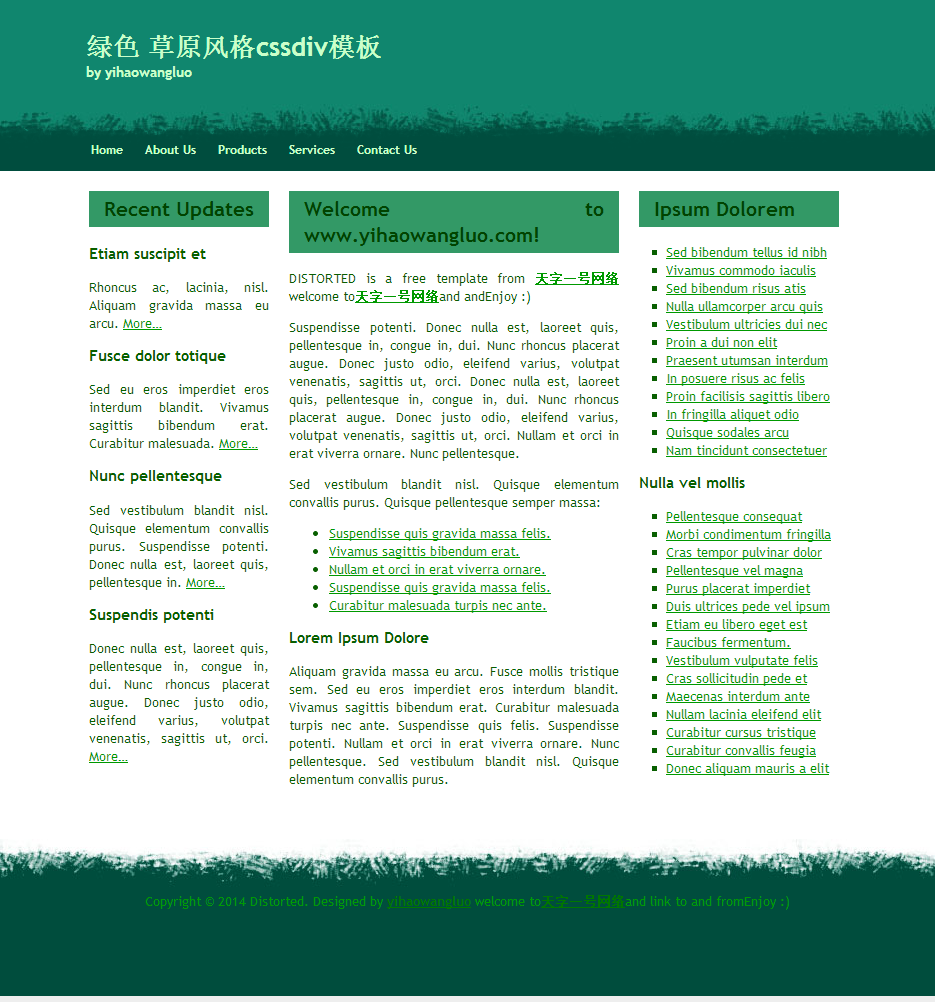 绿色 草原风格cssdiv模板
by yihaowangluo
Home About Us Products Services Contact Us
Recent Updates
Etiam suscipit et
Rhoncus ac, lacinia, nisl.
Aliquam gravida massa eu
arcu. More...
Fusce dolor totique
Sed eu eros imperdiet eros
interdum blandit. Vivamus
sagittis bibendum erat.
Curabitur malesuada. More...
Nunc pellentesque
Sed vestibulum blandit nisl.
Quisque elementum convallis
purus. Suspendisse potenti.
Donec nulla est, laoreet quis,
pellentesque in. More...
Suspendis potenti
Donec nulla est, laoreet quis,
pellentesque in, congue in,
dui. Nunc rhoncus placerat
augue. Donec justo odio,
eleifend varius, volutpat
venenatis, sagittis ut, orci.
More...
Welcome to
www.yihaowangluo.com!
DISTORTED is a free template from 天字一号网络
welcome to天字一号网络and andEnjoy :)
Suspendisse potenti. Donec nulla est, laoreet quis,
pellentesque in, congue in, dui. Nunc rhoncus placerat
augue. Donec justo odio, eleifend varius, volutpat
venenatis, sagittis ut, orci. Donec nulla est, laoreet
quis, pellentesque in, congue in, dui. Nunc rhoncus
placerat augue. Donec justo odio, eleifend varius,
volutpat venenatis, sagittis ut, orci. Nullam et orci in
erat viverra ornare. Nunc pellentesque.
Sed vestibulum blandit nisl. Quisque elementum
convallis purus. Quisque pellentesque semper massa:
Suspendisse quis gravida massa felis.
Vivamus sagittis bibendum erat.
Nullam et orci in erat viverra ornare.
Suspendisse quis gravida massa felis.
Curabitur malesuada turpis nec ante.
Lorem Ipsum Dolore
Aliquam gravida massa eu arcu. Fusce mollis tristique
sem. Sed eu eros imperdiet eros interdum blandit.
Vivamus sagittis bibendum erat. Curabitur malesuada
turpis nec ante. Suspendisse quis felis. Suspendisse
potenti. Nullam et orci in erat viverra ornare. Nunc
pellentesque. Sed vestibulum blandit nisl. Quisque
elementum convallis purus.
Ipsum Dolorem
Sed bibendum tellus id nibh
Vivamus commodo iaculis
Sed bibendum risus atis
Nulla ullamcorper arcu quis
Vestibulum ultricies dui nec
Proin a dui non elit
Praesent utumsan interdum
In posuere risus ac felis
Proin facilisis sagittis libero
In fringilla aliquet odio
Quisque sodales arcu
Nam tincidunt consectetuer
Nulla vel mollis
Pellentesque consequat
Morbi condimentum fringilla
Cras tempor pulvinar dolor
Pellentesque vel magna
Purus placerat imperdiet
Duis ultrices pede vel ipsum
Etiam eu libero eget est
Faucibus fermentum.
Vestibulum vulputate felis
Cras sollicitudin pede et
Maecenas interdum ante
Nullam lacinia eleifend elit
Curabitur cursus tristique
Curabitur convallis feugia
Donec aliquam mauris a elit
Copyright © 2014 Distorted. Designed by yihaowangluo welcome to天字一号网络and link to and fromEnjoy :)